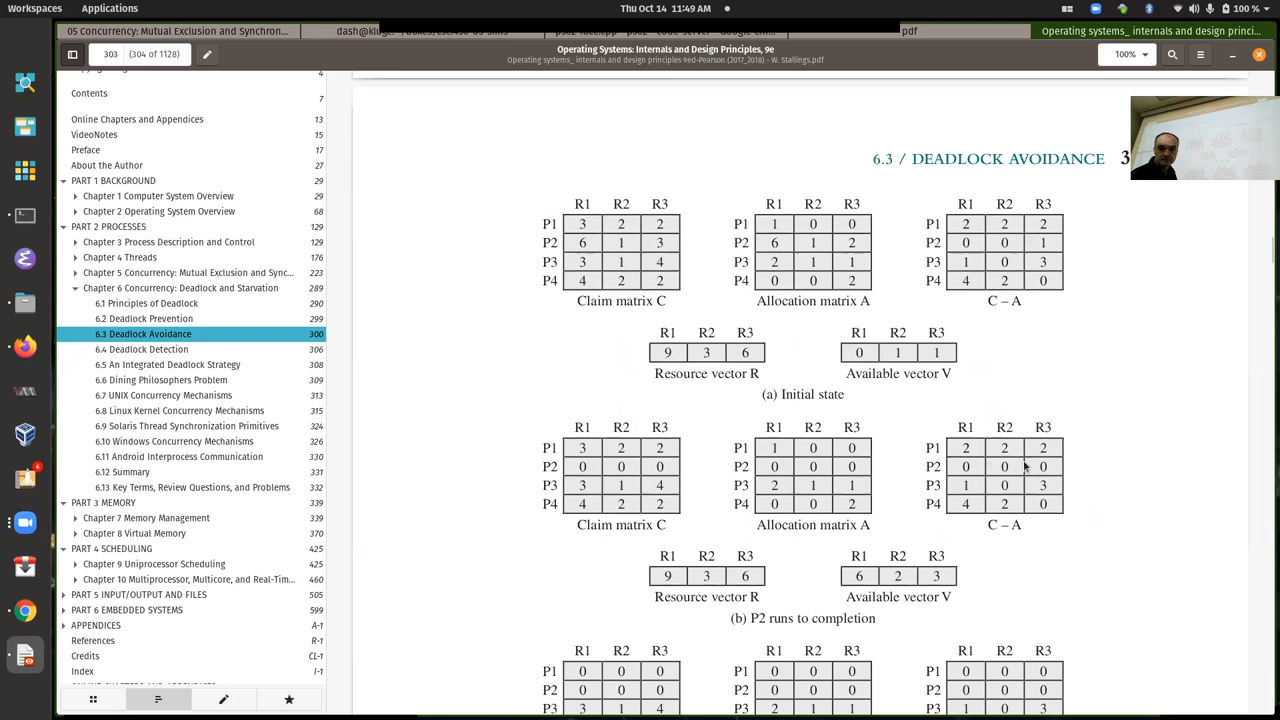 Workspaces Applications Thu Oct 14 11:49 AM 100 %
05 Concurrency: Mutual Exclusion and Synchron... pdf Operating systems_ internals and design princi...
303 (304 of 1128) Operating Systems: Internals and Design Principles, 9e 100%
Operating systems_ internals and design principles 9ed-Pearson (2017_2018) - W. Stallings.pdf
4
Contents 7
Online Chapters and Appendices 13
VideoNotes 15
Preface 17
About the Author 27
PART 1 BACKGROUND 29
Chapter 1 Computer System Overview 29
Chapter 2 Operating System Overview 68
PART 2 PROCESSES 129
Chapter 3 Process Description and Control 129
Chapter 4 Threads 176
Chapter 5 Concurrency: Mutual Exclusion and Sync... 223
Chapter 6 Concurrency: Deadlock and Starvation 289
6.1 Principles of Deadlock 290
6.2 Deadlock Prevention 299
6.3 Deadlock Avoidance 300
6.4 Deadlock Detection 306
6.5 An Integrated Deadlock Strategy 308
6.6 Dining Philosophers Problem 309
6.7 UNIX Concurrency Mechanisms 313
6.8 Linux Kernel Concurrency Mechanisms 315
6.9 Solaris Thread Synchronization Primitives 324
6.10 Windows Concurrency Mechanisms 326
6.11 Android Interprocess Communication 330
6.12 Summary 331
6.13 Key Terms, Review Questions, and Problems 332
PART 3 MEMORY 339
Chapter 7 Memory Management 339
Chapter 8 Virtual Memory 370
PART 4 SCHEDULING 425
Chapter 9 Uniprocessor Scheduling 425
Chapter 10 Multiprocessor, Multicore, and Real-Tim... 460
PART 5 INPUT/OUTPUT AND FILES 505
PART 6 EMBEDDED SYSTEMS 599
APPENDICES A-1
References R-1
Credits CL-1
Index I-1
6.3 / DEADLOCK AVOIDANCE 3
R1 R2 R3 R1 R2 R3 R1 R2 R3
P1 3 2 2 P1 1 0 0 P1 2 2 2
P2 6 1 3 P2 6 1 2 P2 0 0 1
P3 3 1 4 P3 2 1 1 P3 1 0 3
P4 4 2 2 P4 0 0 2 P4 4 2 0
Claim matrix C Allocation matrix A C – A
R1 R2 R3 R1 R2 R3
9 3 6 0 1 1
Resource vector R Available vector V
(a) Initial state
R1 R2 R3 R1 R2 R3 R1 R2 R3
P1 3 2 2 P1 1 0 0 P1 2 2 2
P2 0 0 0 P2 0 0 0 P2 0 0 0
P3 3 1 4 P3 2 1 1 P3 1 0 3
P4 4 2 2 P4 0 0 2 P4 4 2 0
Claim matrix C Allocation matrix A C – A
R1 R2 R3 R1 R2 R3
9 3 6 6 2 3
Resource vector R Available vector V
(b) P2 runs to completion
R1 R2 R3 R1 R2 R3 R1 R2 R3
P1 0 0 0 P1 0 0 0 P1 0 0 0
P2 0 0 0 P2 0 0 0 P2 0 0 0
P3 3 1 4 P3 2 1 1 P3 1 0 3